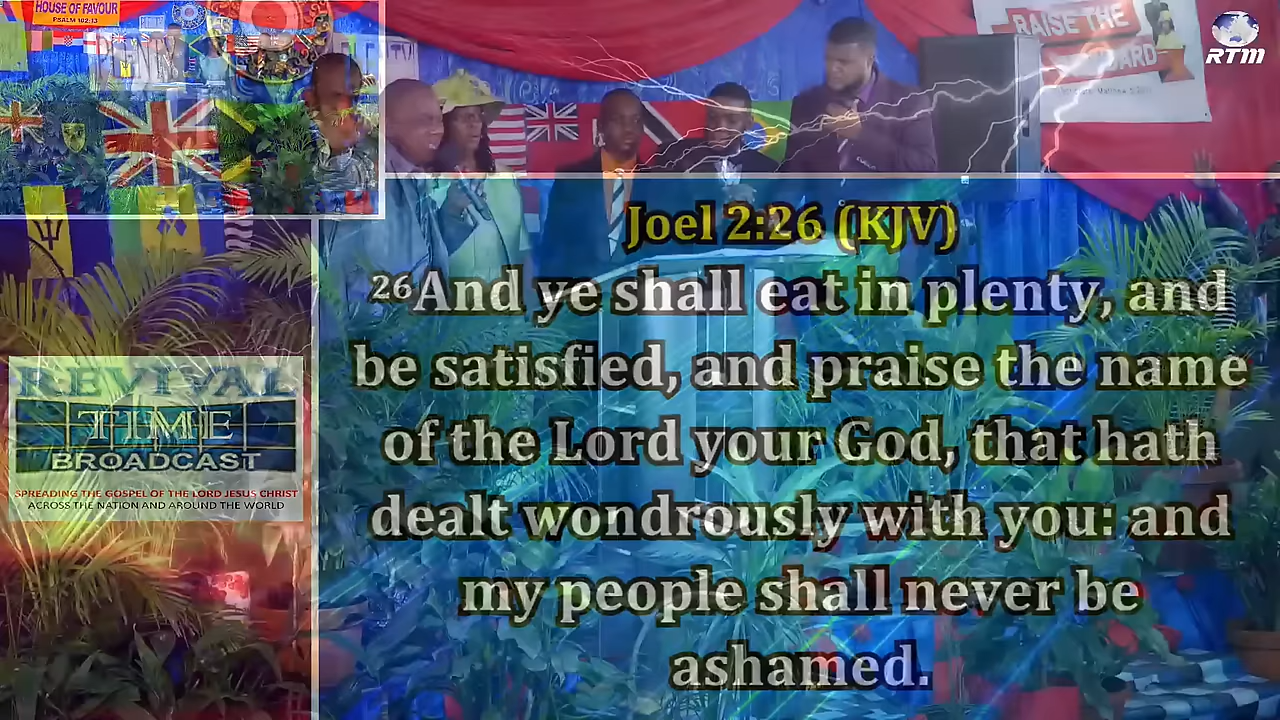 HOUSE OF FAVOUR
PSALM 102:13
RAISE THE
RTM
Joel 2:26 (KJV)
26And ye shall eat in plenty, and
be satisfied, and praise the name
of the Lord your God, that hath
dealt wondrously with you: and
my people shall never be
ashamed.
REVIVAL
TIME
BROADCAST
SPREADING THE GOSPEL OF THE LORD JESUS CHRIST
ACROSS THE NATION AND AROUND THE WORLD